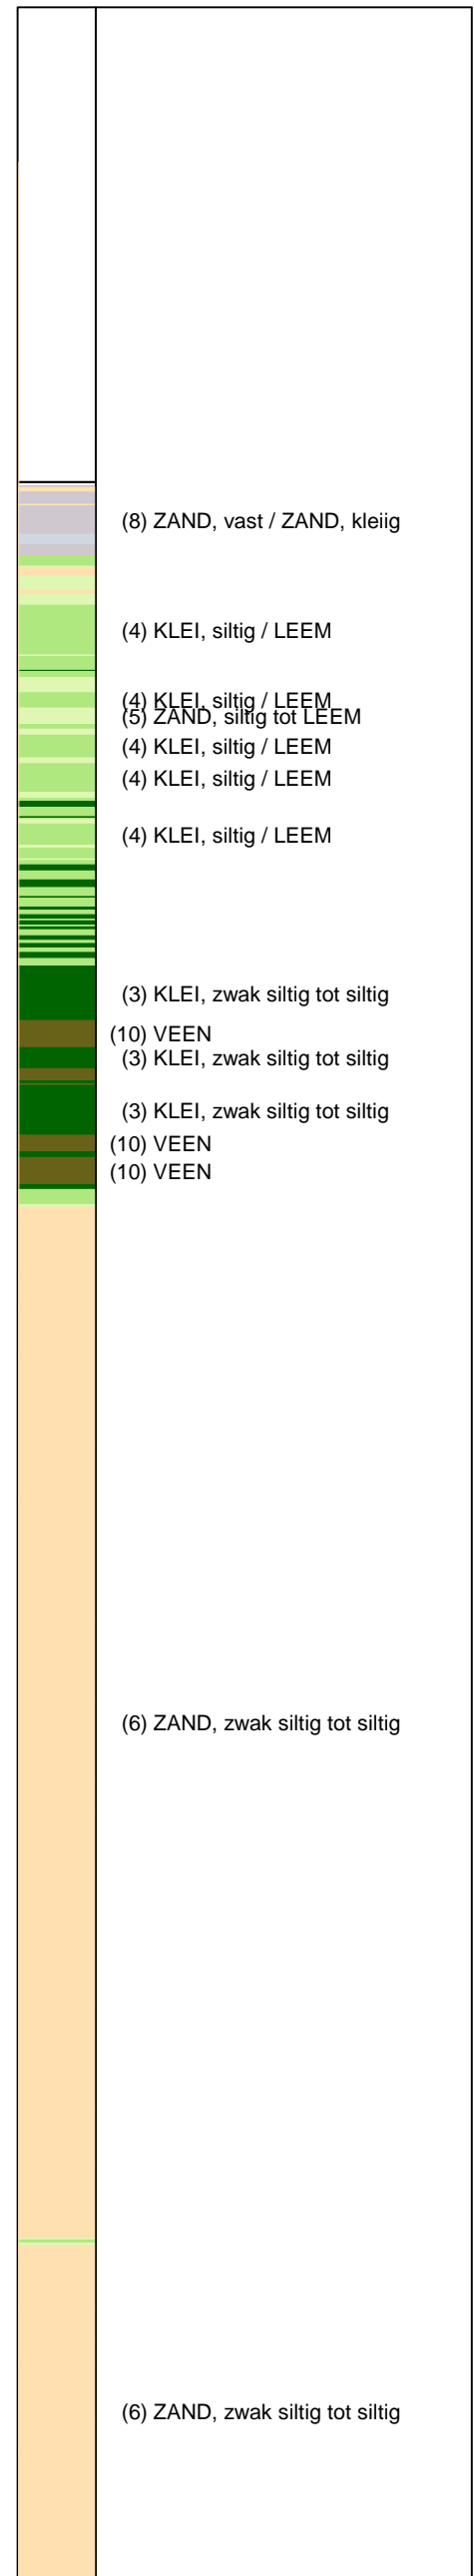 (8) ZAND, vast / ZAND, kleiig
(4) KLEI, siltig / LEEM
(4) KLEI, siltig / LEEM
(5) ZAND, siltig tot LEEM
(4) KLEI, siltig / LEEM
(4) KLEI, siltig / LEEM
(4) KLEI, siltig / LEEM
(3) KLEI, zwak siltig tot siltig
(10) VEEN
(3) KLEI, zwak siltig tot siltig
(3) KLEI, zwak siltig tot siltig
(10) VEEN
(10) VEEN
(6) ZAND, zwak siltig tot siltig
(6) ZAND, zwak siltig tot siltig